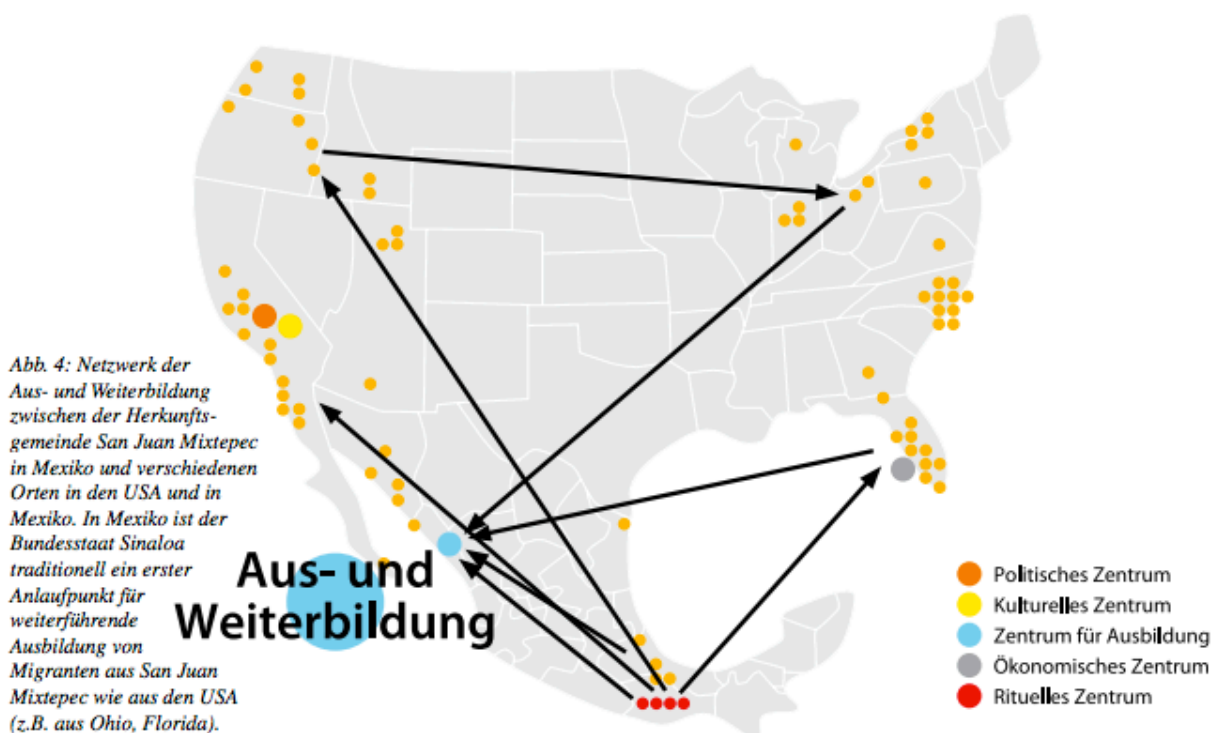 Abb. 4: Netzwerk der
Aus- und Weiterbildung
zwischen der Herkunfts-
gemeinde San Juan Mixtepec
in Mexiko und verschiedenen
Orten in den USA und in
Mexiko. In Mexiko ist der
Bundesstaat Sinaloa
traditionell ein erster
Anlaufpunkt für
weiterführende
Ausbildung von
Migranten aus San Juan
Mixtepec wie aus den USA
(z.B. aus Ohio, Florida).
Aus- und
Weiterbildung
Politisches Zentrum
Kulturelles Zentrum
Zentrum für Ausbildung
Ökonomisches Zentrum
Rituelles Zentrum